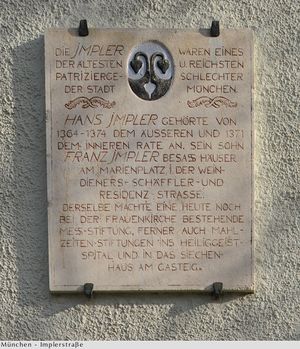 DIE IMPLER WAREN EINES
DER ÄLTESTEN U. REICHSTEN
PATRIZIERGE- SCHLECHTER
DER STADT MÜNCHEN.
HANS IMPLER GEHÖRTE VON
1364-1374 DEM ÄUSSEREN UND 1371
DEM INNEREN RATE AN. SEIN SOHN
FRANZ IMPLER BESASS HÄUSER
AM MARIENPLATZ I. DER WEIN-
DIENERS-SCHÄFFLER-UND
RESIDENZ-STRASSE.
DERSELBE MACHTE EINE HEUTE NOCH
BEI DER FRAUENKIRCHE BESTEHENDE
MESS-STIFTUNG, FERNER AUCH MAHL-
ZEITEN-STIFTUNGEN INS HEILIGGEIST-
SPITAL UND IN DAS SIECHEN-
HAUS AM GASTEIG.
München - Implerstraße